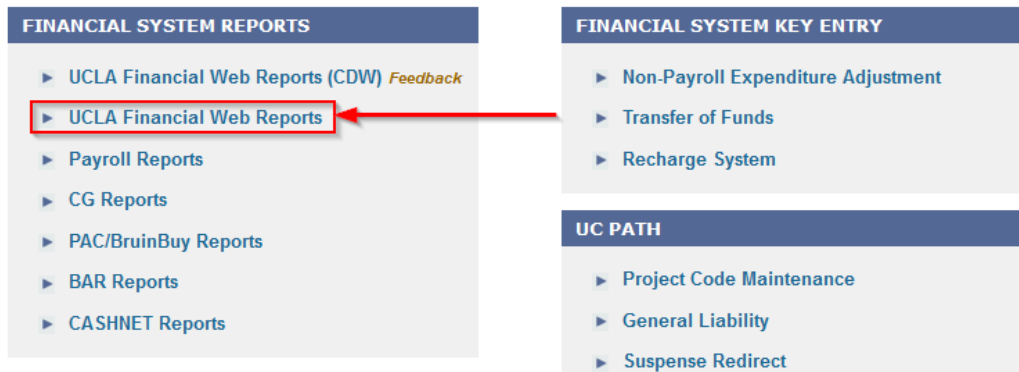 FINANCIAL SYSTEM REPORTS
UCLA Financial Web Reports (CDW) Feedback
UCLA Financial Web Reports
Payroll Reports
CG Reports
PAC/BruinBuy Reports
BAR Reports
CASHNET Reports
FINANCIAL SYSTEM KEY ENTRY
Non-Payroll Expenditure Adjustment
Transfer of Funds
Recharge System
UC PATH
Project Code Maintenance
General Liability
Suspense Redirect